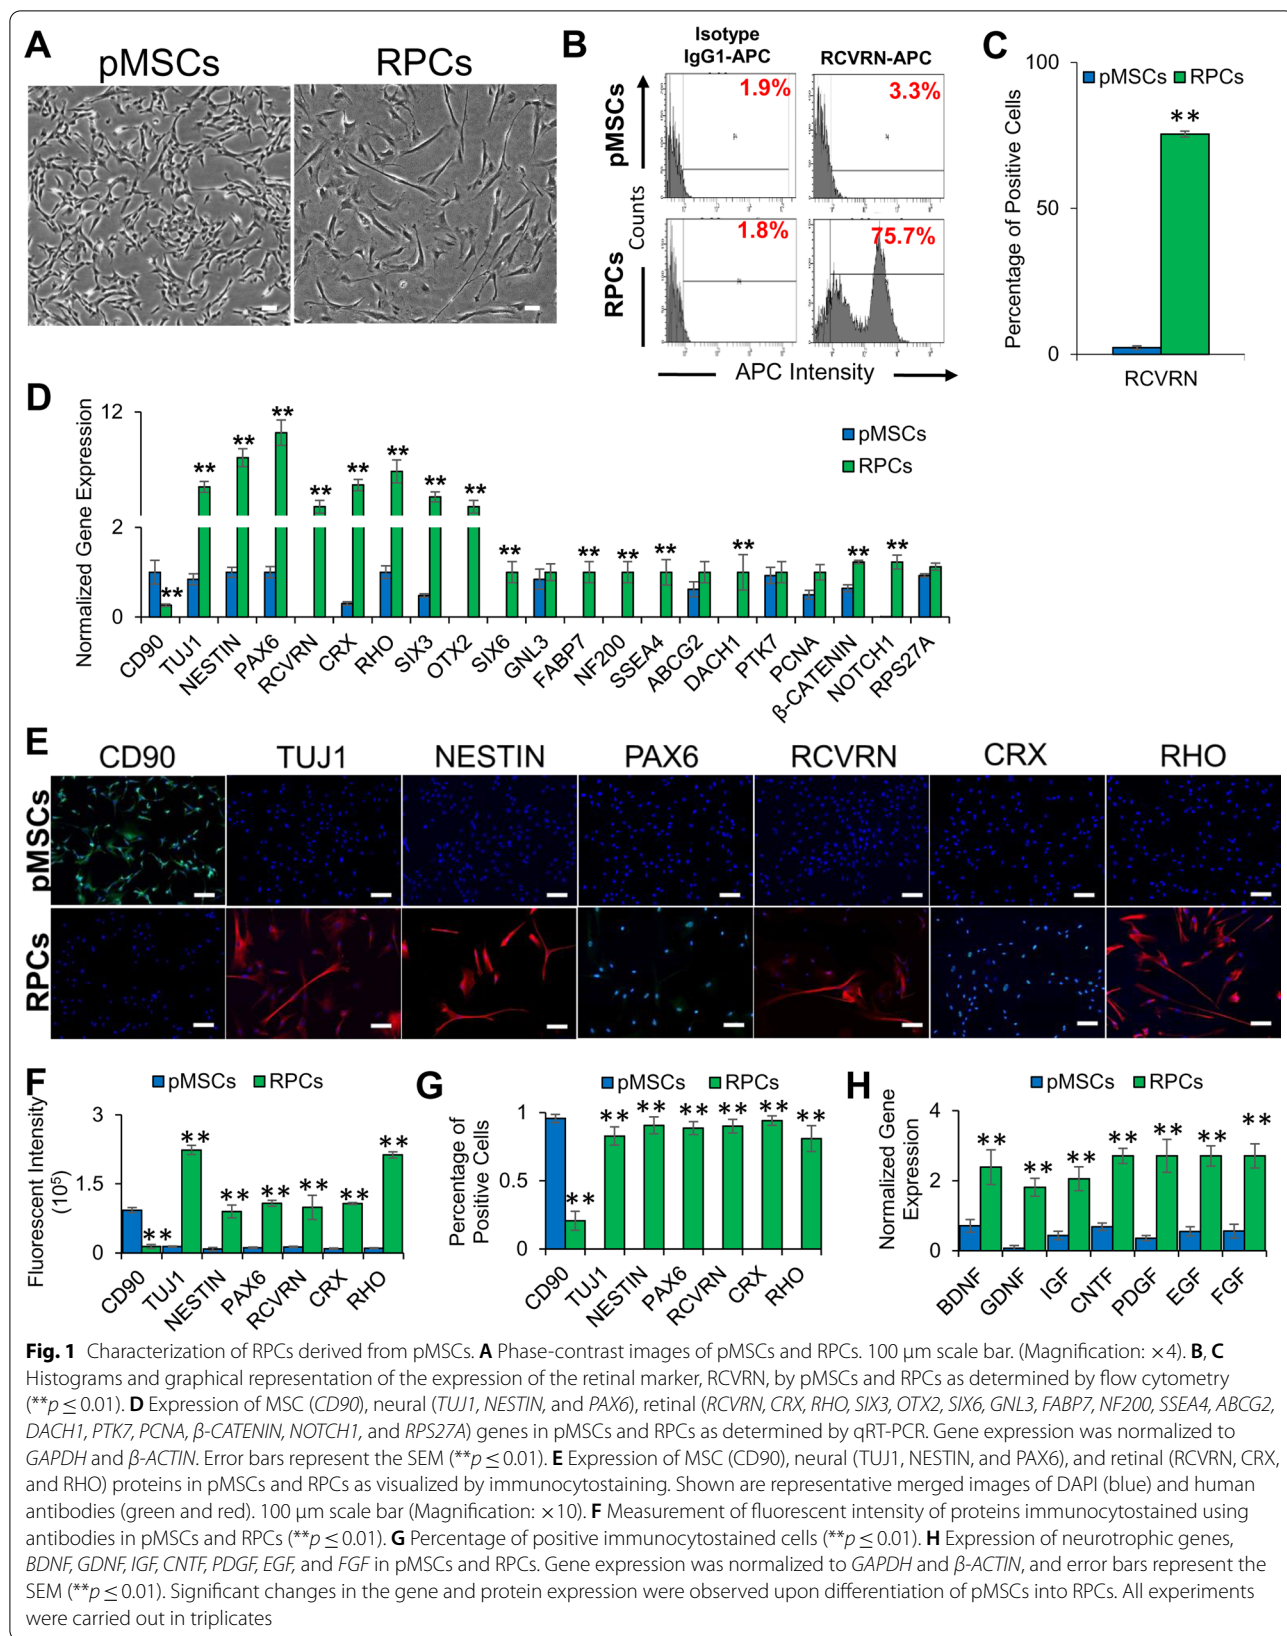 A
pMSCs
RPCs
B
Isotype
IgG1-APC
RCVRN-APC
pMSCs
1.9%
3.3%
Counts
RPCs
1.8%
75.7%
APC Intensity
C
100
pMSCs RPCs
**
Percentage of Positive Cells
50
0
RCVRN
D
Normalized Gene Expression
12
2
0
pMSCs
RPCs
** ** ** ** ** ** ** ** ** ** ** ** ** ** ** ** **
CD90 TUJ1 NESTIN PAX6 RCVRN CRX RHO SIX3 OTX2 SIX6 GNL3 FABP7 NF200 SSEA4 ABCG2 DACH1 PTK7 PCNA β-CATENIN NOTCH1 RPS27A
E
CD90 TUJ1 NESTIN PAX6 RCVRN CRX RHO
pMSCs
RPCs
F
pMSCs RPCs
Fluorescent Intensity
(10⁵)
3
1.5
0
** ** ** ** ** ** **
CD90 TUJ1 NESTIN PAX6 RCVRN CRX RHO
G
pMSCs RPCs
Percentage of
Positive Cells
1
0.5
0
** ** ** ** ** ** **
CD90 TUJ1 NESTIN PAX6 RCVRN CRX RHO
H
pMSCs RPCs
Normalized Gene
Expression
4
2
0
** ** ** ** ** ** **
BDNF GDNF IGF CNTF PDGF EGF FGF
Fig. 1 Characterization of RPCs derived from pMSCs. A Phase-contrast images of pMSCs and RPCs. 100 µm scale bar. (Magnification: ×4). B, C
Histograms and graphical representation of the expression of the retinal marker, RCVRN, by pMSCs and RPCs as determined by flow cytometry
(**p ≤ 0.01). D Expression of MSC (CD90), neural (TUJ1, NESTIN, and PAX6), retinal (RCVRN, CRX, RHO, SIX3, OTX2, SIX6, GNL3, FABP7, NF200, SSEA4, ABCG2,
DACH1, PTK7, PCNA, β-CATENIN, NOTCH1, and RPS27A) genes in pMSCs and RPCs as determined by qRT-PCR. Gene expression was normalized to
GAPDH and β-ACTIN. Error bars represent the SEM (**p ≤ 0.01). E Expression of MSC (CD90), neural (TUJ1, NESTIN, and PAX6), and retinal (RCVRN, CRX,
and RHO) proteins in pMSCs and RPCs as visualized by immunocytostaining. Shown are representative merged images of DAPI (blue) and human
antibodies (green and red). 100 µm scale bar (Magnification: ×10). F Measurement of fluorescent intensity of proteins immunocytostained using
antibodies in pMSCs and RPCs (**p ≤ 0.01). G Percentage of positive immunocytostained cells (**p ≤ 0.01). H Expression of neurotrophic genes,
BDNF, GDNF, IGF, CNTF, PDGF, EGF, and FGF in pMSCs and RPCs. Gene expression was normalized to GAPDH and β-ACTIN, and error bars represent the
SEM (**p ≤ 0.01). Significant changes in the gene and protein expression were observed upon differentiation of pMSCs into RPCs. All experiments
were carried out in triplicates